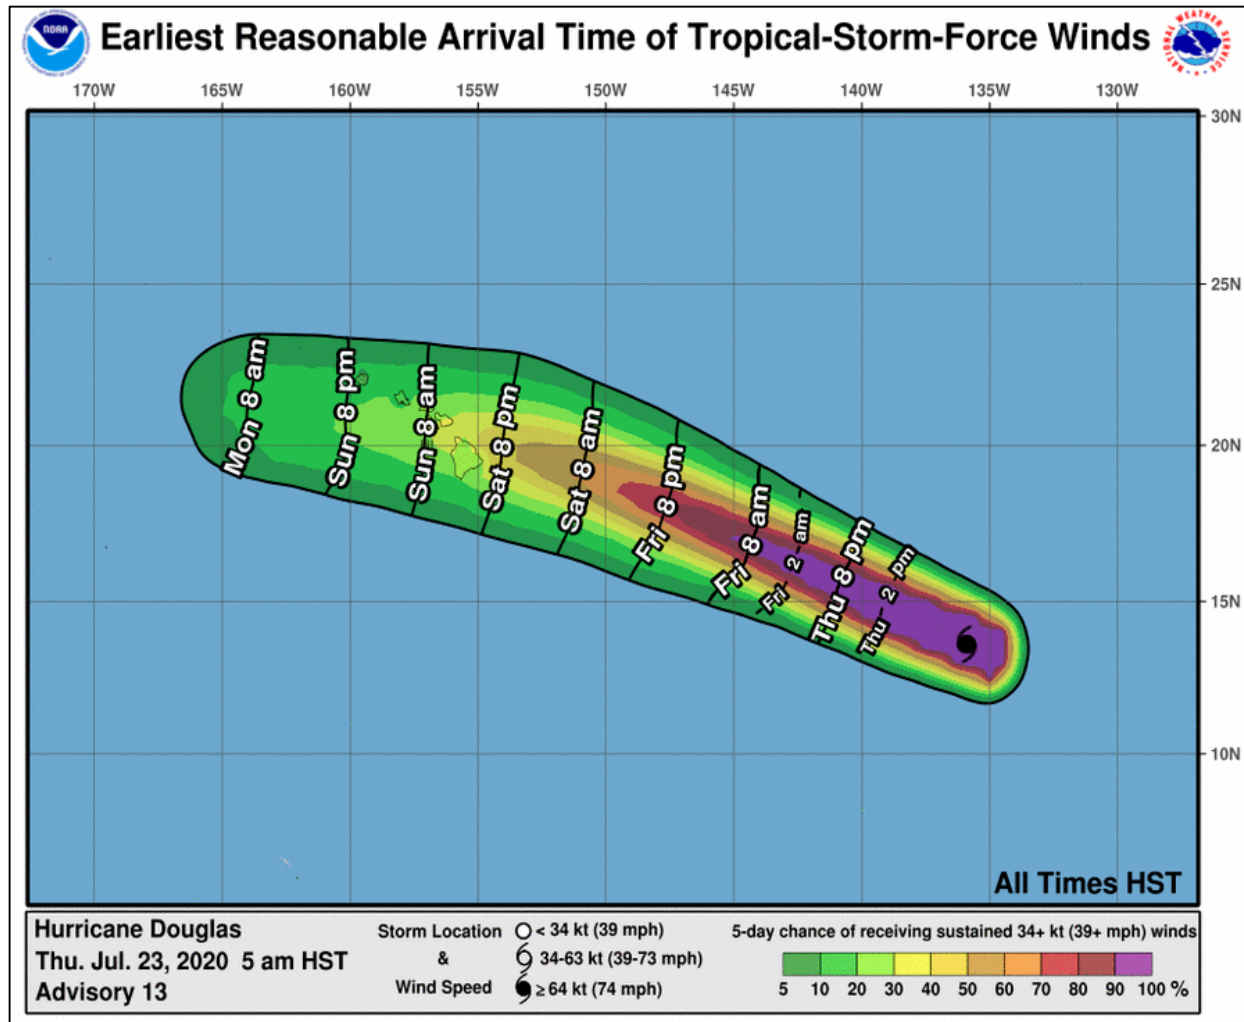 NOAA
Earliest Reasonable Arrival Time of Tropical-Storm-Force Winds
NATIONAL WEATHER SERVICE
170W 165W 160W 155W 150W 145W 140W 135W 130W
30N
25N
20N
15N
10N
Mon 8 am
Sun 8 pm
Sun 8 am
Sat 8 pm
Sat 8 am
Fri 8 pm
Fri 8 am
Fri 2 am
Thu 8 pm
Thu 2 pm
All Times HST
Hurricane Douglas
Thu. Jul. 23, 2020 5 am HST
Advisory 13
Storm Location
&
Wind Speed
< 34 kt (39 mph)
34-63 kt (39-73 mph)
≥ 64 kt (74 mph)
5-day chance of receiving sustained 34+ kt (39+ mph) winds
5 10 20 30 40 50 60 70 80 90 100 %